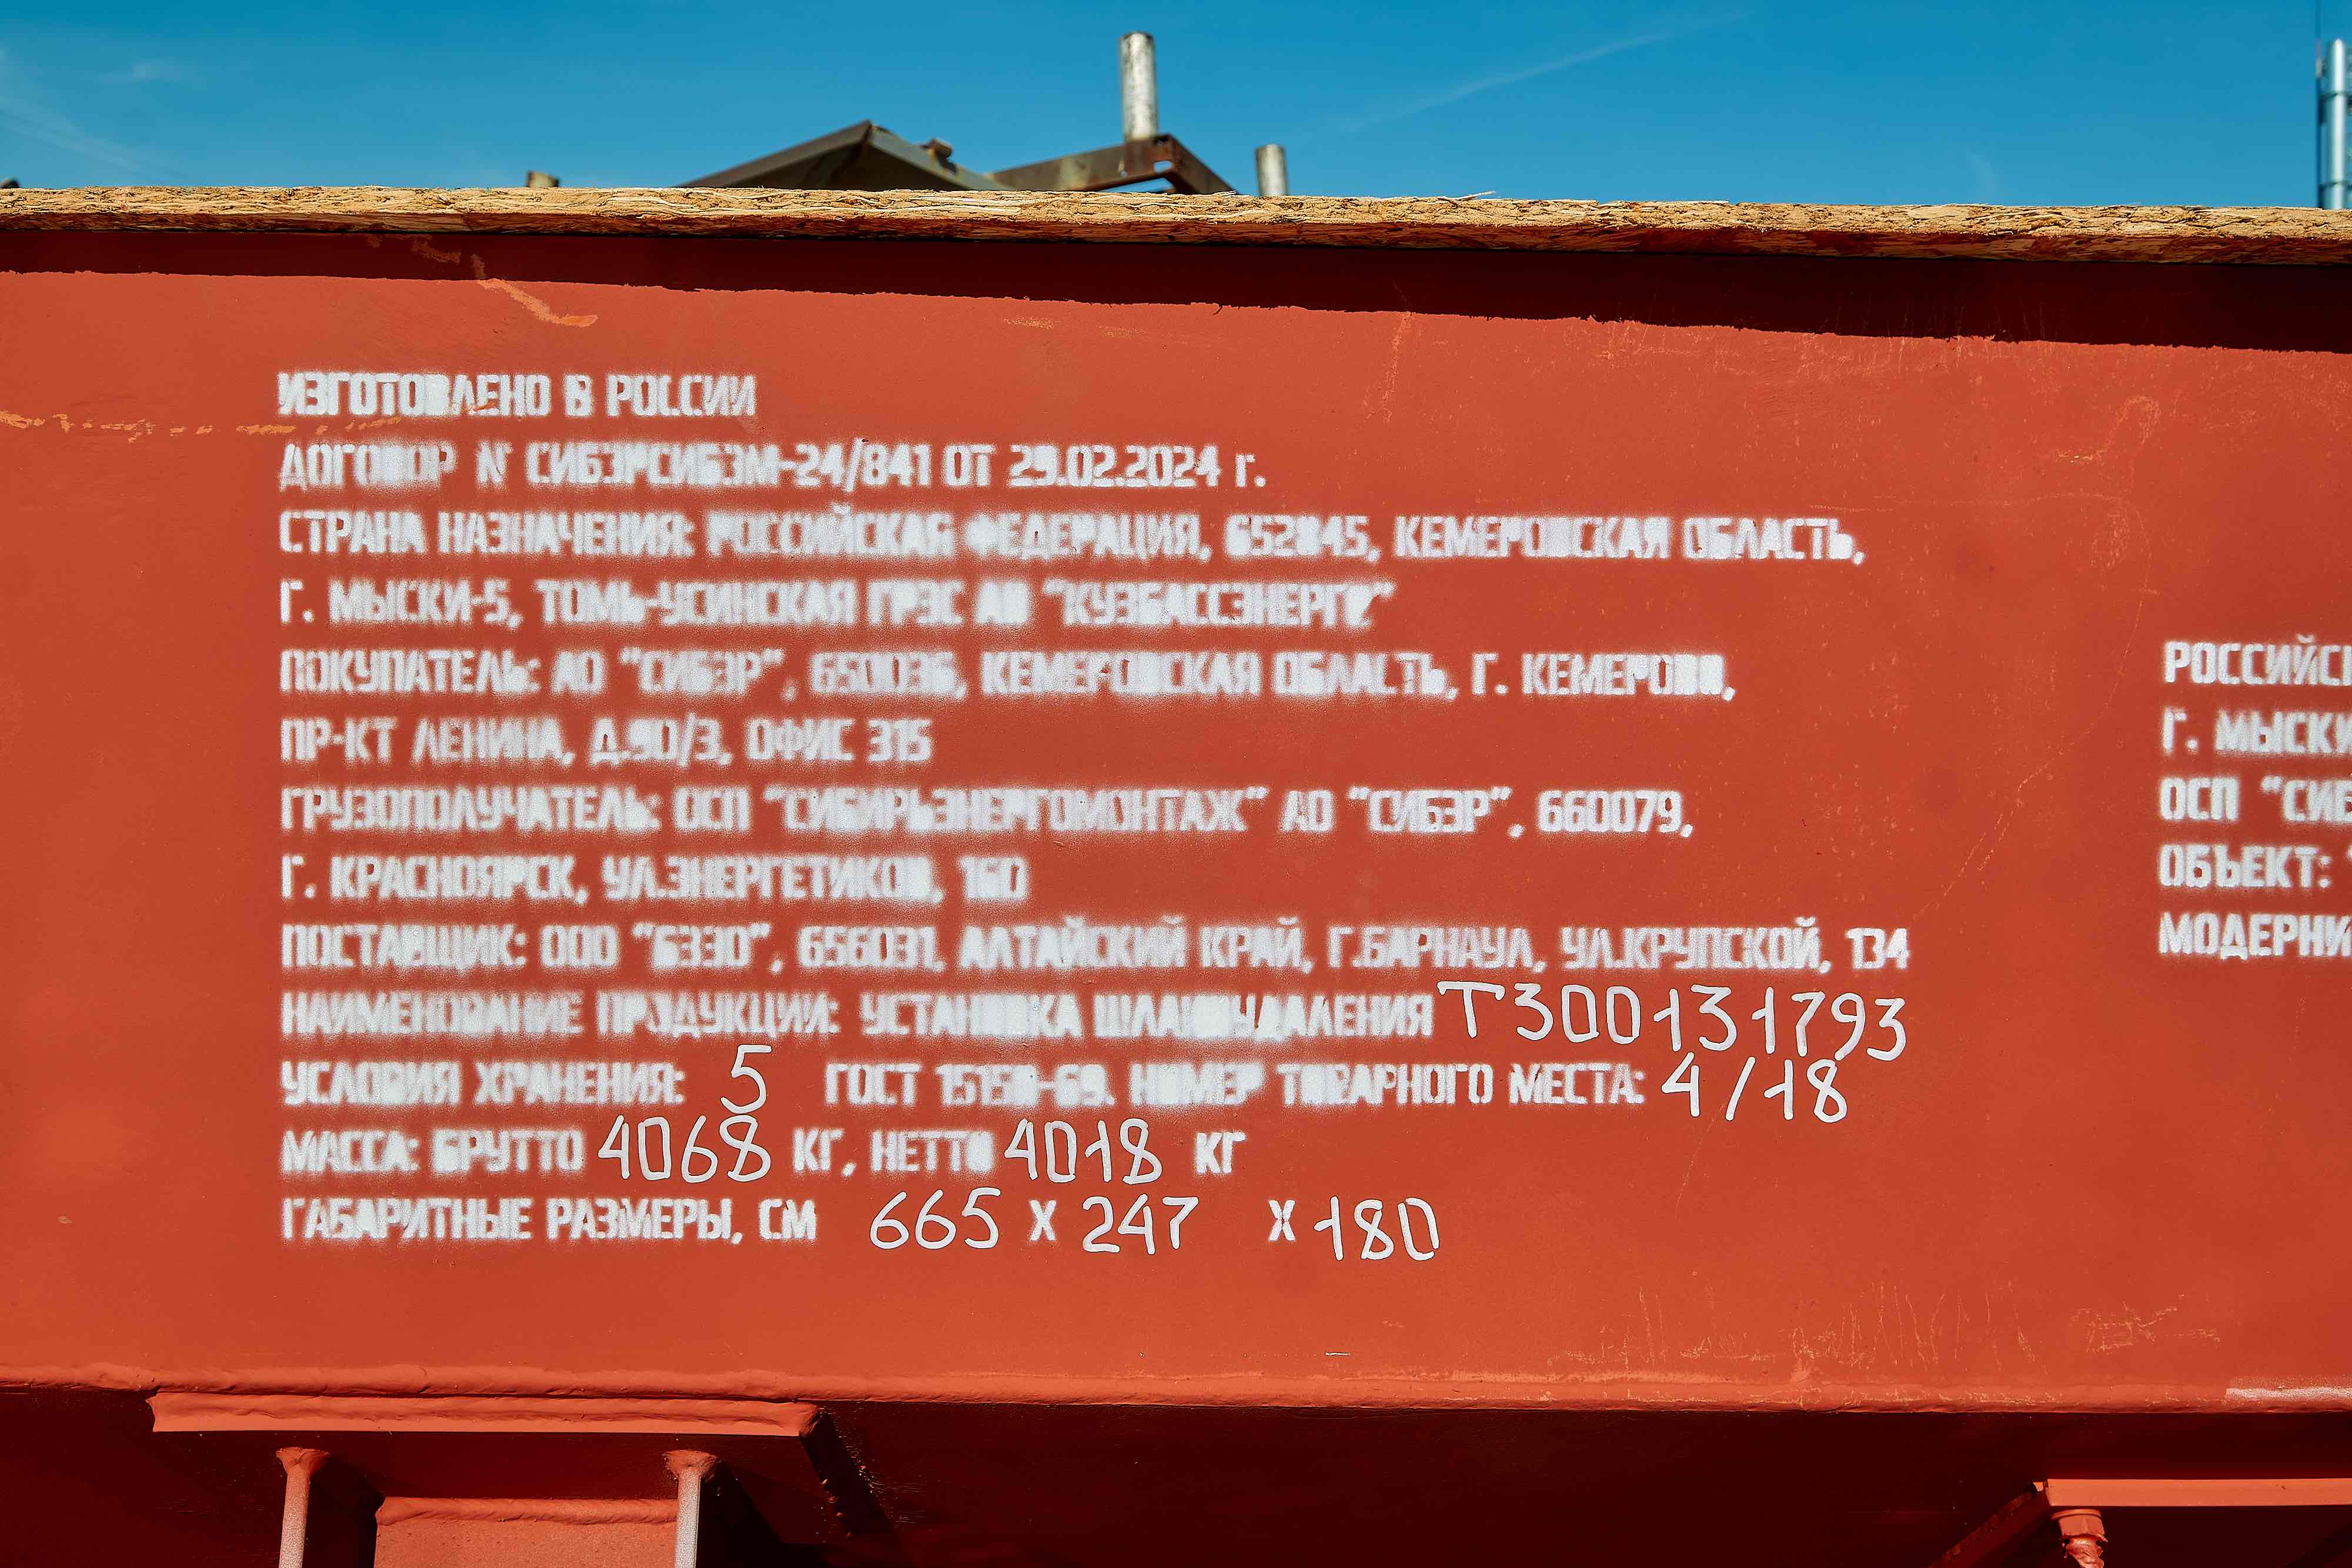 ИЗГОТОВЛЕНО В РОССИИ
ДОГОВОР № СИБЭРСИБЭМ-24/841 ОТ 29.02.2024 г.
СТРАНА НАЗНАЧЕНИЯ: РОССИЙСКАЯ ФЕДЕРАЦИЯ, 652845, КЕМЕРОВСКАЯ ОБЛАСТЬ,
Г. МЫСКИ-5, ТОМЬ-УСИНСКАЯ ГРЭС АО "КУЗБАССЭНЕРГО"
ПОКУПАТЕЛЬ: АО "СИБЭР", 650036, КЕМЕРОВСКАЯ ОБЛАСТЬ, Г. КЕМЕРОВО,
ПР-КТ ЛЕНИНА, Д.90/3, ОФИС 315
ГРУЗОПОЛУЧАТЕЛЬ: ОСП "СИБИРЬЭНЕРГОМОНТАЖ" АО "СИБЭР", 660079,
Г. КРАСНОЯРСК, УЛ.ЭНЕРГЕТИКОВ, 160
ПОСТАВЩИК: ООО "БЗЭО", 656031, АЛТАЙСКИЙ КРАЙ, Г.БАРНАУЛ, УЛ.КРУПСКОЙ, 134
НАИМЕНОВАНИЕ ПРОДУКЦИИ: УСТАНОВКА ШЛАКОУДАЛЕНИЯ Т300131793
УСЛОВИЯ ХРАНЕНИЯ: 5 ГОСТ 15150-69. НОМЕР ТОВАРНОГО МЕСТА: 4/18
МАССА: БРУТТО 4068 КГ, НЕТТО 4018 КГ
ГАБАРИТНЫЕ РАЗМЕРЫ, СМ 665 Х 247 Х 180
РОССИЙС
Г. МЫСКИ
ОСП "СИБ
ОБЪЕКТ: "
МОДЕРНИ